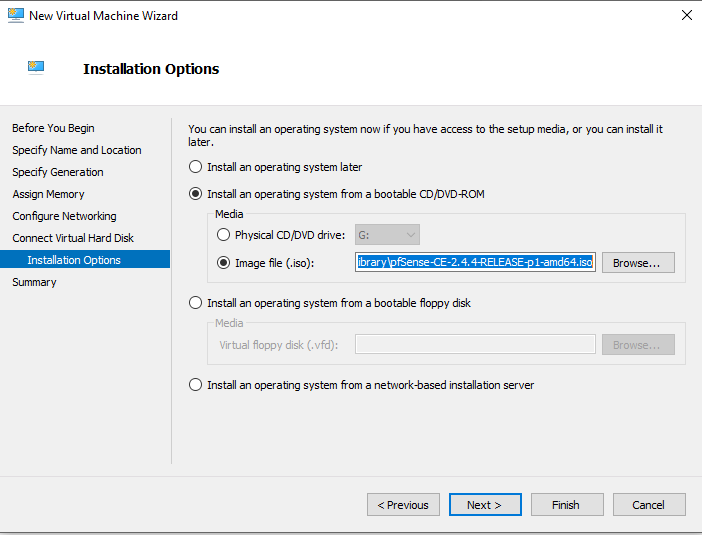 New Virtual Machine Wizard
Installation Options
Before You Begin
Specify Name and Location
Specify Generation
Assign Memory
Configure Networking
Connect Virtual Hard Disk
Installation Options
Summary
You can install an operating system now if you have access to the setup media, or you can install it
later.
Install an operating system later
Install an operating system from a bootable CD/DVD-ROM
Media
Physical CD/DVD drive:
G:
Image file (.iso):
ibrary\pfSense-CE-2.4.4-RELEASE-p1-amd64.iso
Browse...
Install an operating system from a bootable floppy disk
Media
Virtual floppy disk (.vfd):
Browse...
Install an operating system from a network-based installation server
< Previous
Next >
Finish
Cancel